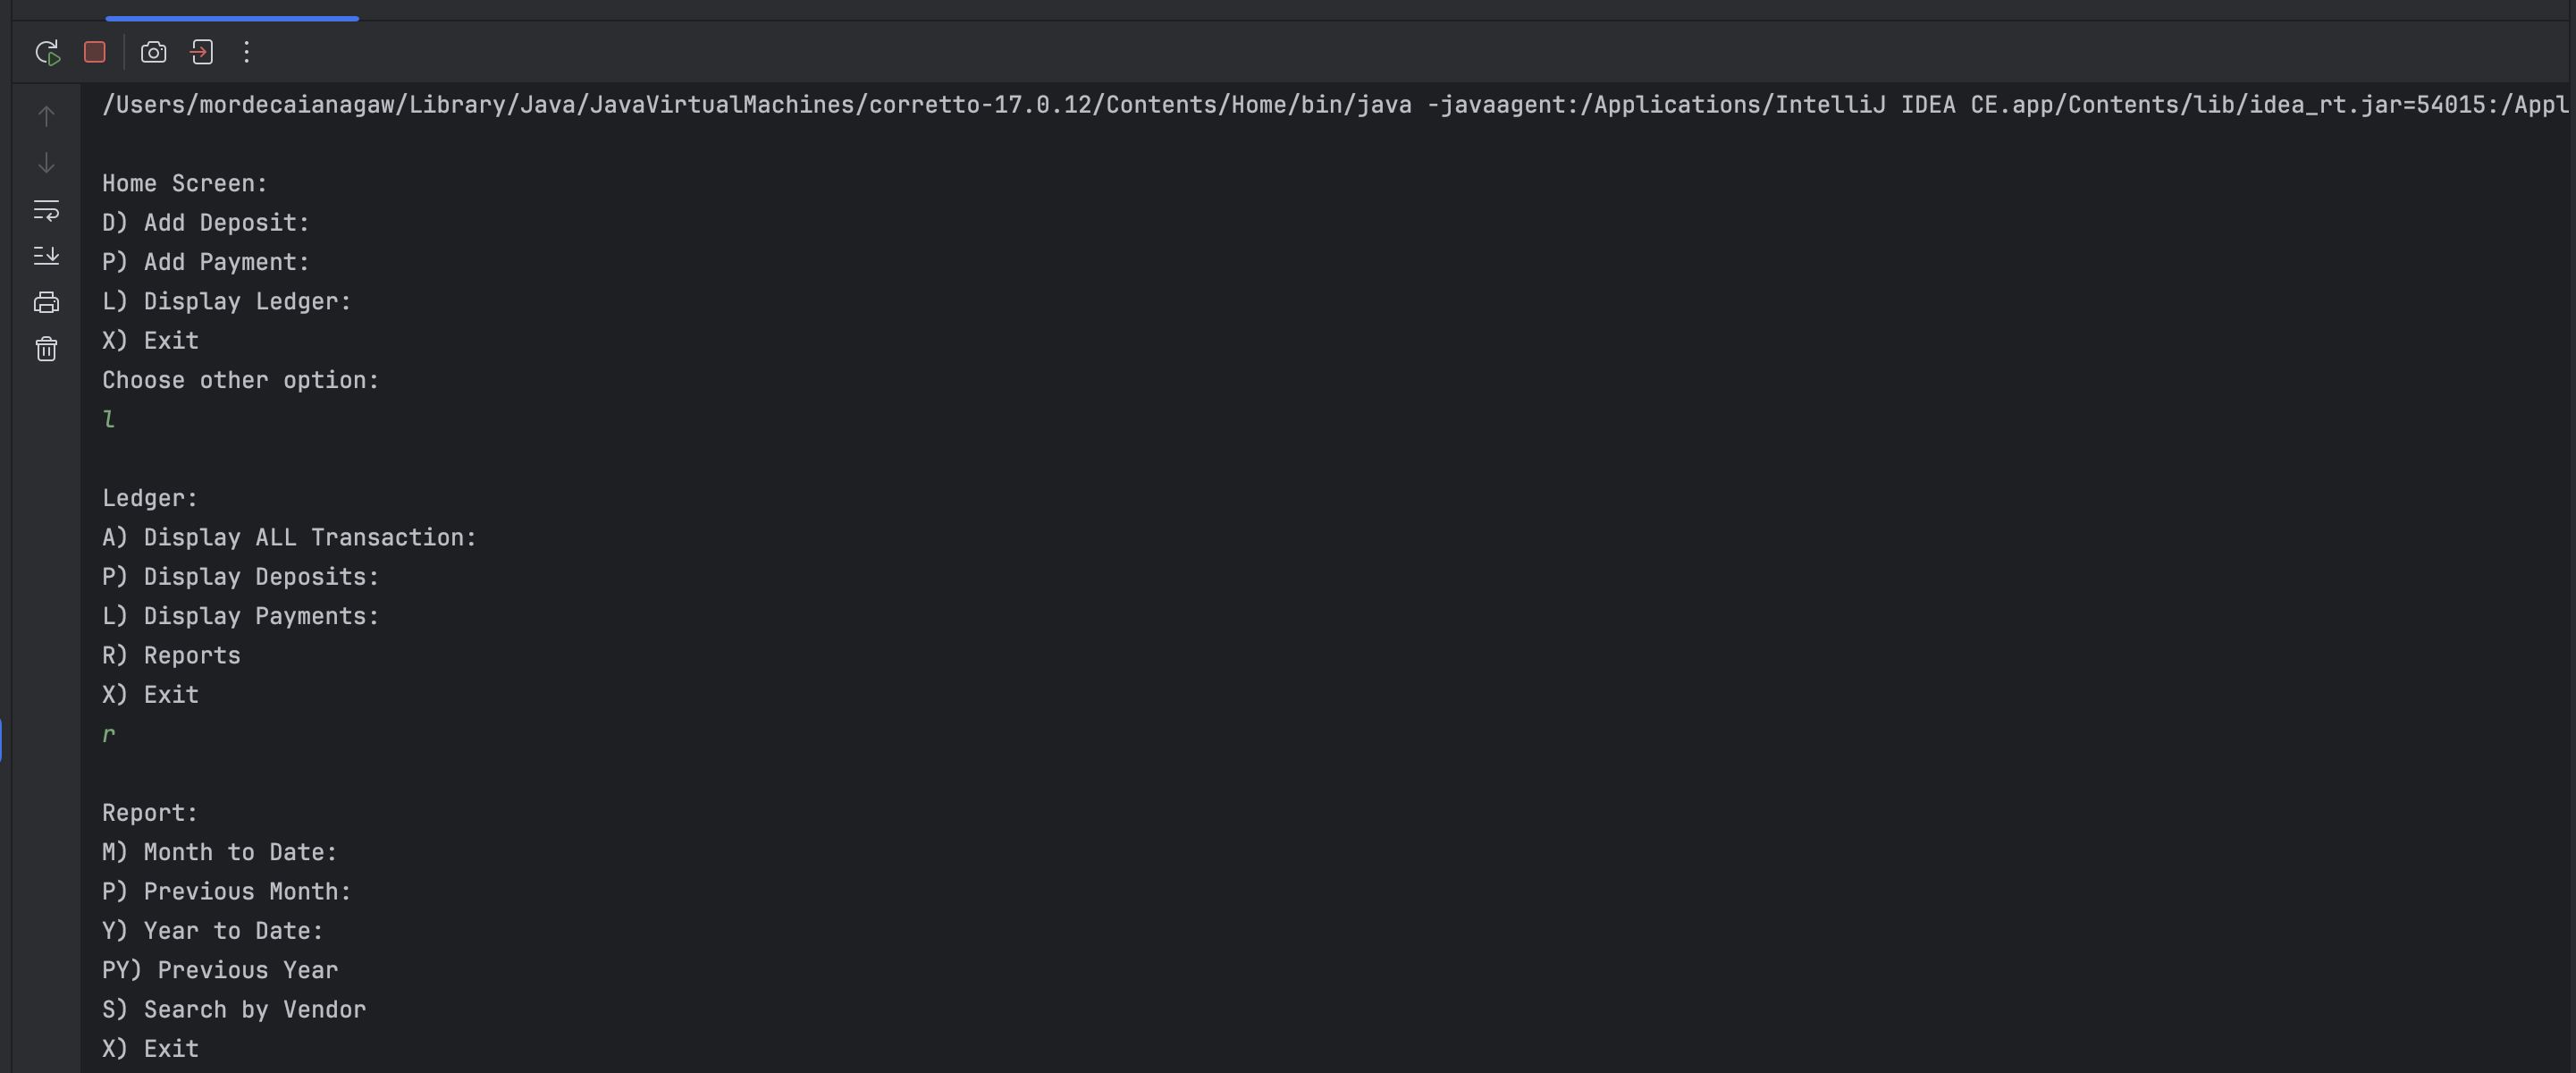 /Users/mordecaianagaw/Library/Java/JavaVirtualMachines/corretto-17.0.12/Contents/Home/bin/java -javaagent:/Applications/IntelliJ IDEA CE.app/Contents/lib/idea_rt.jar=54015:/Appl
Home Screen:
D) Add Deposit:
P) Add Payment:
L) Display Ledger:
X) Exit
Choose other option:
l
Ledger:
A) Display ALL Transaction:
P) Display Deposits:
L) Display Payments:
R) Reports
X) Exit
r
Report:
M) Month to Date:
P) Previous Month:
Y) Year to Date:
PY) Previous Year
S) Search by Vendor
X) Exit